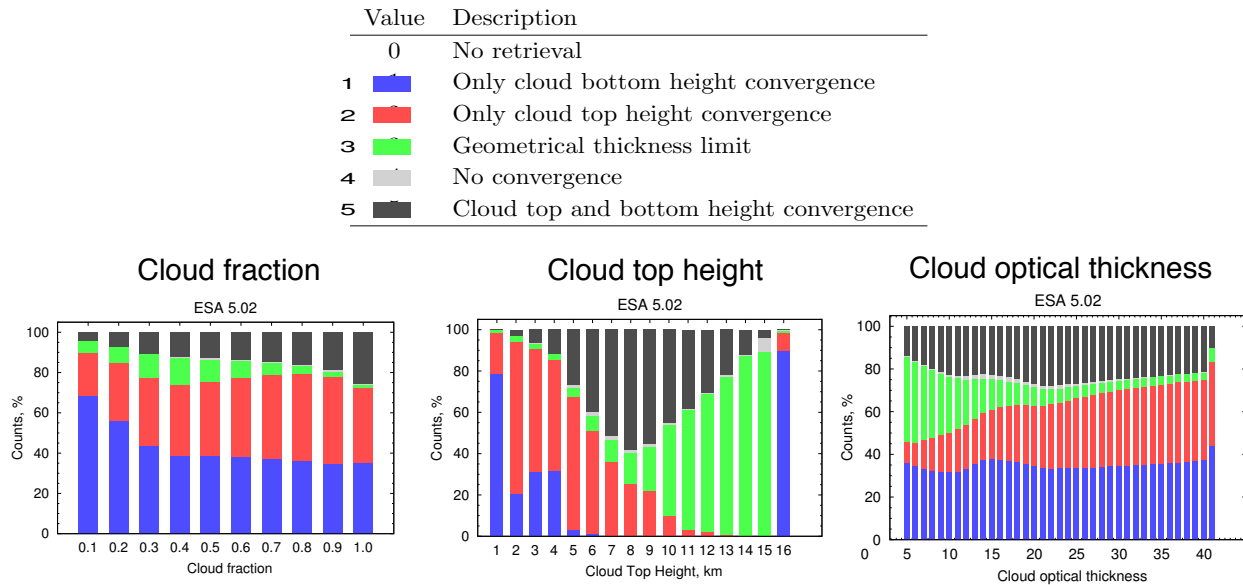 Value Description
0 No retrieval
1 Only cloud bottom height convergence
2 Only cloud top height convergence
3 Geometrical thickness limit
4 No convergence
5 Cloud top and bottom height convergence
Cloud fraction
ESA 5.02
Counts, %
100
80
60
40
20
0
0.1 0.2 0.3 0.4 0.5 0.6 0.7 0.8 0.9 1.0
Cloud fraction
Cloud top height
ESA 5.02
Counts, %
100
80
60
40
20
0
1 2 3 4 5 6 7 8 9 10 11 12 13 14 15 16
Cloud Top Height, km
Cloud optical thickness
ESA 5.02
Counts, %
100
80
60
40
20
0
0 5 10 15 20 25 30 35 40
Cloud optical thickness